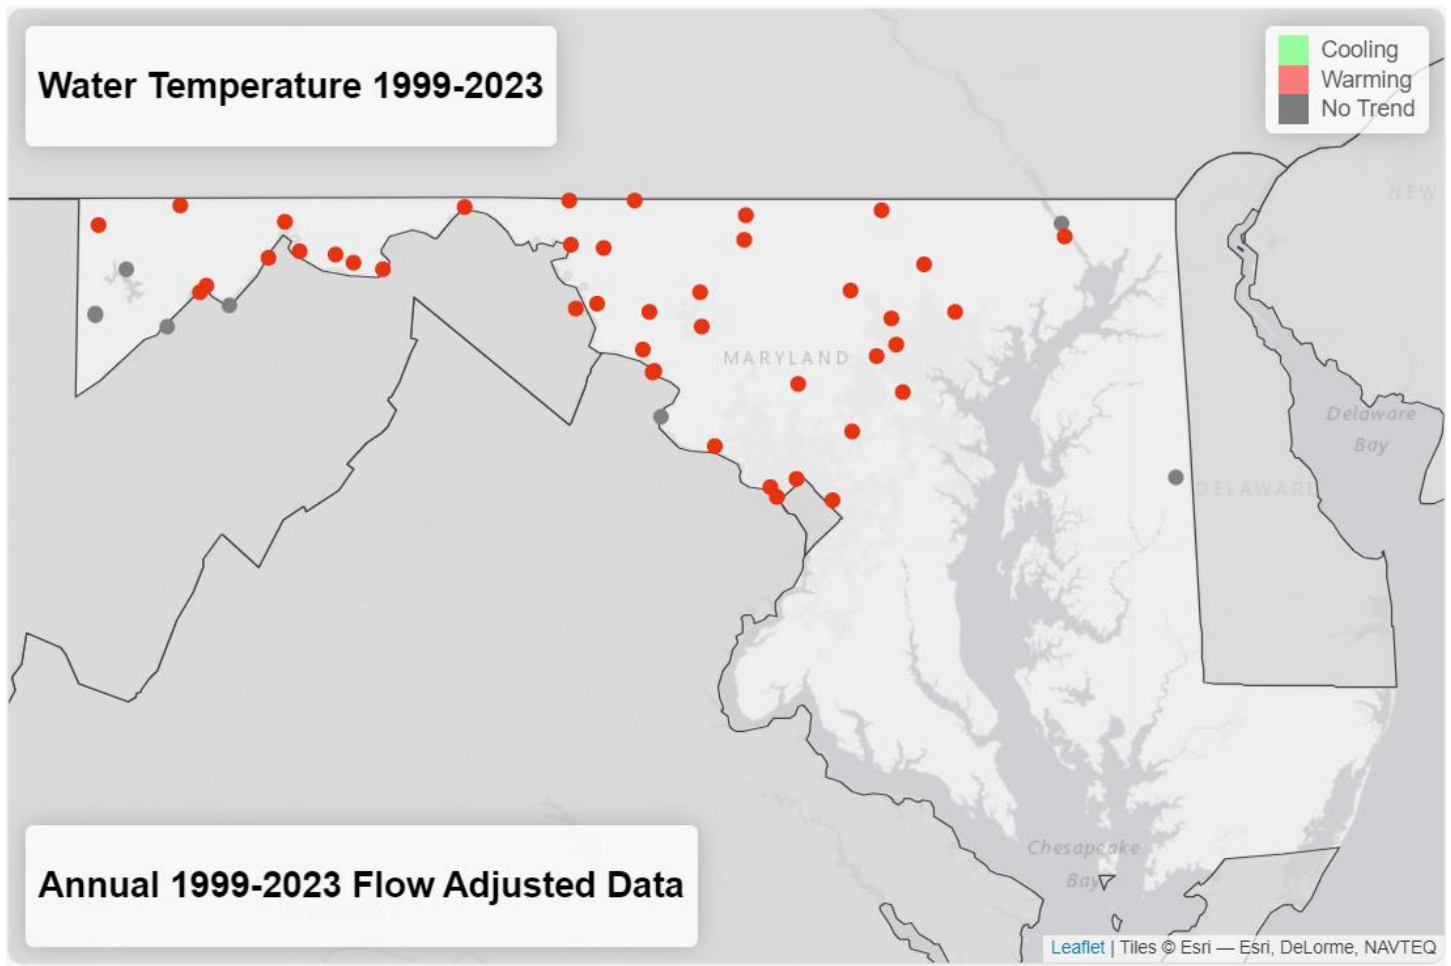 Water Temperature 1999-2023
Cooling
Warming
No Trend
NEW
MARYLAND
Delaware
Bay
DELAWARE
Chesapeake
Bay
Annual 1999-2023 Flow Adjusted Data
Leaflet | Tiles © Esri — Esri, DeLorme, NAVTEQ